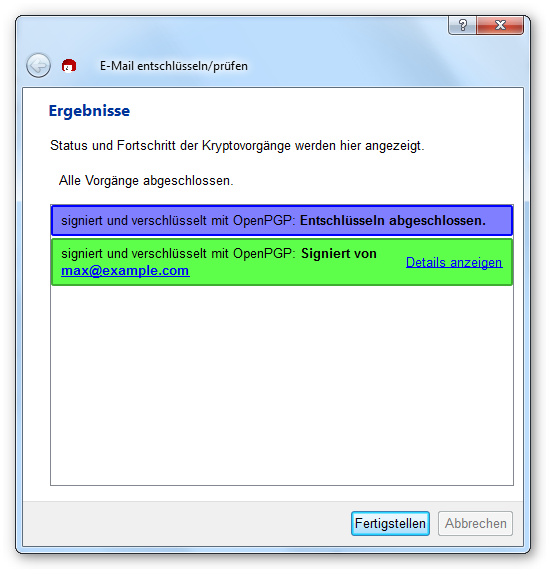 E-Mail entschlüsseln/prüfen
Ergebnisse
Status und Fortschritt der Kryptovorgänge werden hier angezeigt.
Alle Vorgänge abgeschlossen.
signiert und verschlüsselt mit OpenPGP: Entschlüsseln abgeschlossen.
signiert und verschlüsselt mit OpenPGP: Signiert von
max@example.com
Details anzeigen
Fertigstellen
Abbrechen